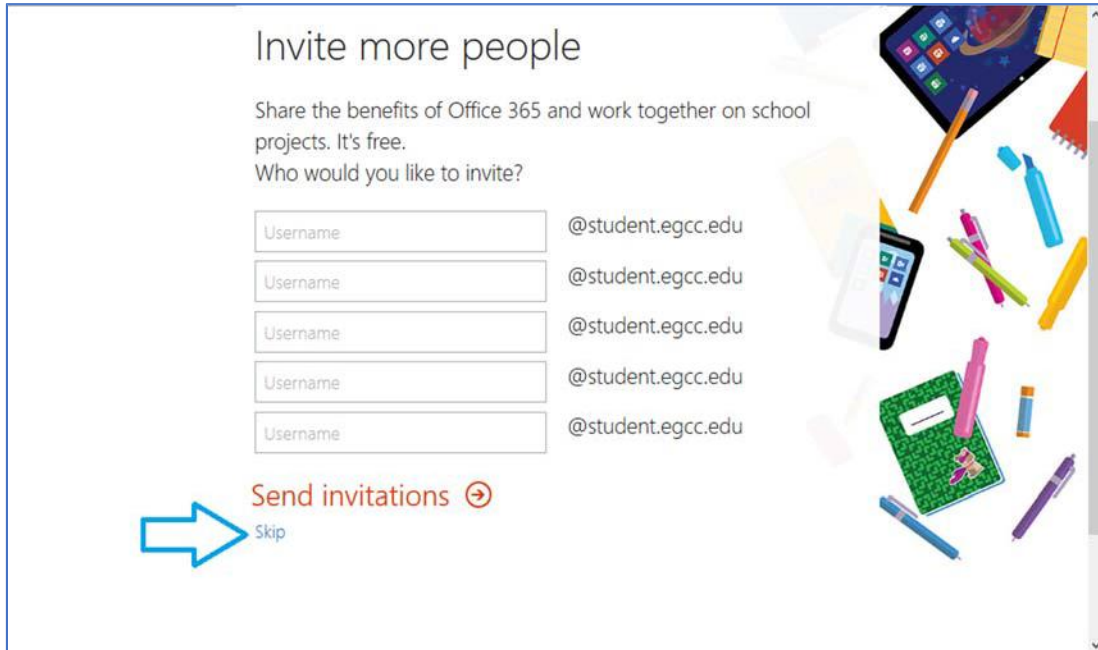 Invite more people
Share the benefits of Office 365 and work together on school
projects. It's free.
Who would you like to invite?
Username @student.egcc.edu
Username @student.egcc.edu
Username @student.egcc.edu
Username @student.egcc.edu
Username @student.egcc.edu
Send invitations
Skip